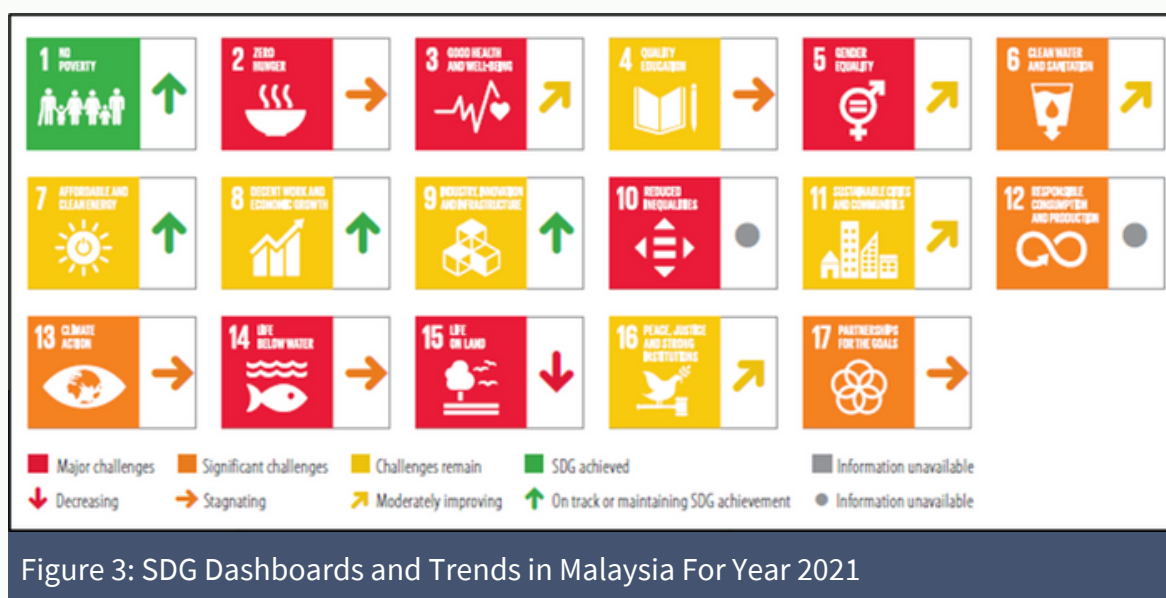 1 NO
POVERTY
2 ZERO
HUNGER
3 GOOD HEALTH
AND WELL-BEING
4 QUALITY
EDUCATION
5 GENDER
EQUALITY
6 CLEAN WATER
AND SANITATION
7 AFFORDABLE AND
CLEAN ENERGY
8 DECENT WORK AND
ECONOMIC GROWTH
9 INDUSTRY, INNOVATION
AND INFRASTRUCTURE
10 REDUCED
INEQUALITIES
11 SUSTAINABLE CITIES
AND COMMUNITIES
12 RESPONSIBLE
CONSUMPTION
AND PRODUCTION
13 CLIMATE
ACTION
14 LIFE
BELOW WATER
15 LIFE
ON LAND
16 PEACE, JUSTICE
AND STRONG
INSTITUTIONS
17 PARTNERSHIPS
FOR THE GOALS
Major challenges Significant challenges Challenges remain SDG achieved Information unavailable
Decreasing Stagnating Moderately improving On track or maintaining SDG achievement Information unavailable
Figure 3: SDG Dashboards and Trends in Malaysia For Year 2021